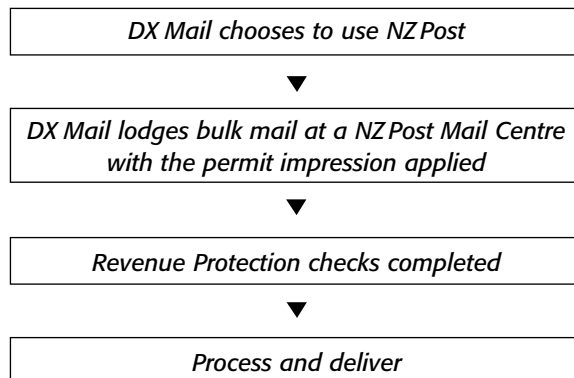 DX Mail chooses to use NZ Post
DX Mail lodges bulk mail at a NZ Post Mail Centre
with the permit impression applied
Revenue Protection checks completed
Process and deliver